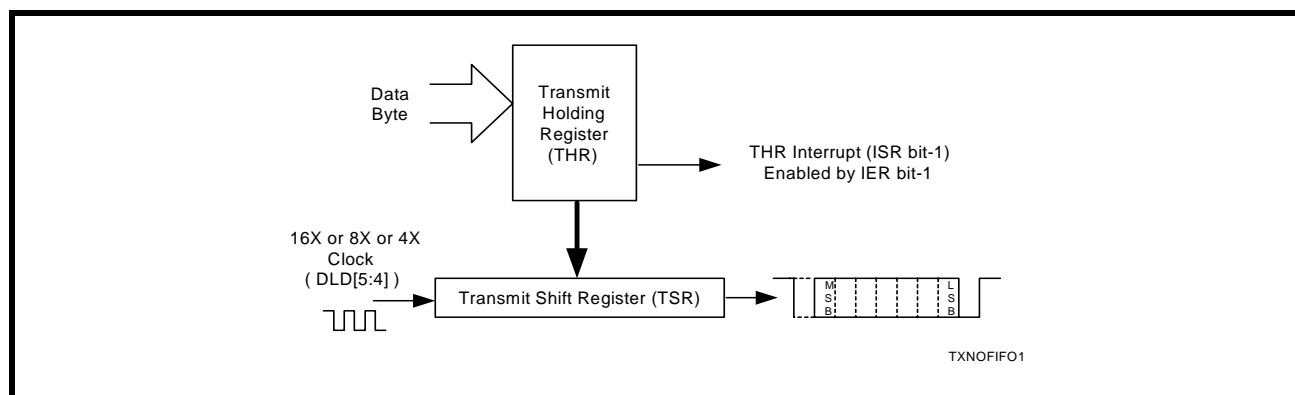 Data
Byte
Transmit
Holding
Register
(THR)
THR Interrupt (ISR bit-1)
Enabled by IER bit-1
16X or 8X or 4X
Clock
( DLD[5:4] )
Transmit Shift Register (TSR)
M
S
B
L
S
B
TXNOFIFO1